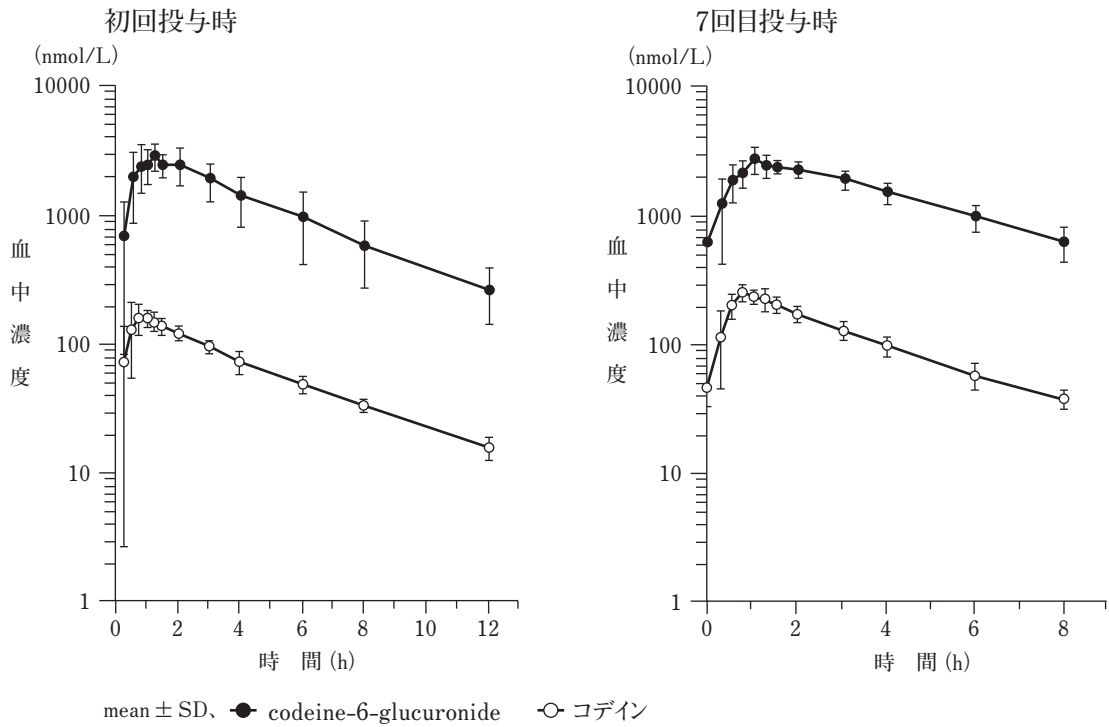 初回投与時
(nmol/L)
10000
1000
100
10
1
血中濃度
0 2 4 6 8 10 12
時 間 (h)
7回目投与時
(nmol/L)
10000
1000
100
10
1
血中濃度
0 2 4 6 8
時 間 (h)
mean ± SD、 codeine-6-glucuronide コデイン